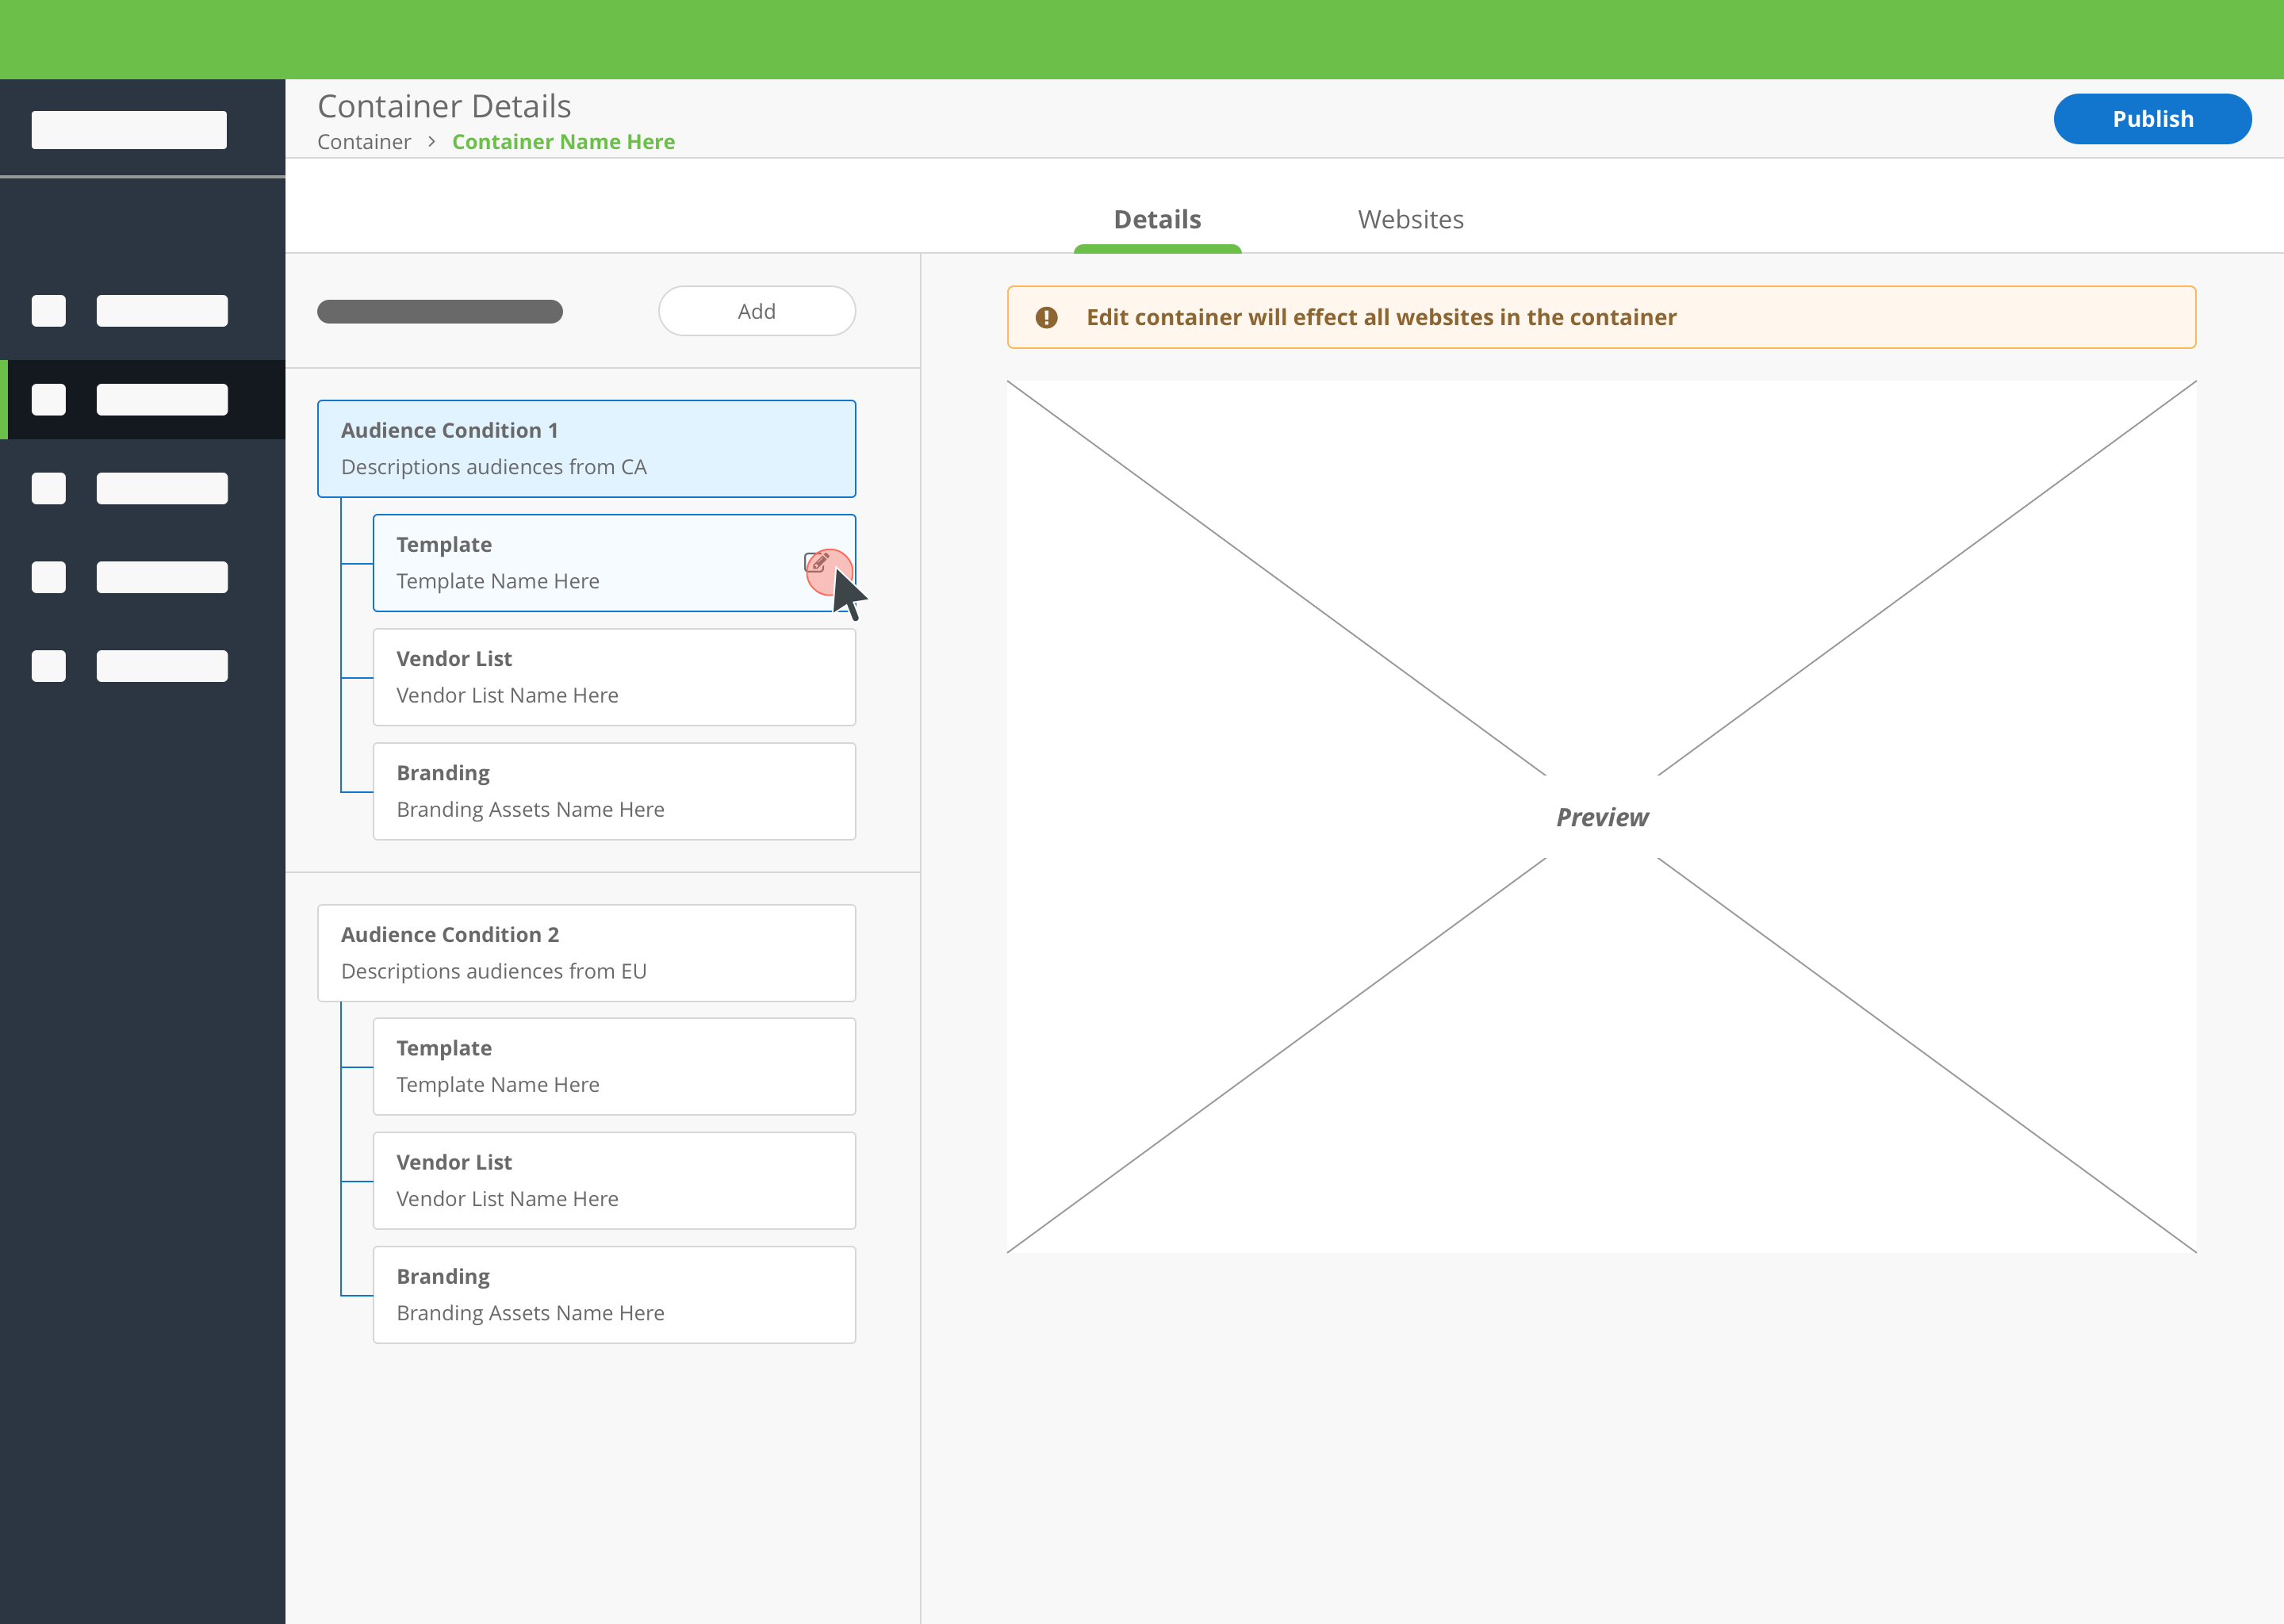 Container Details
Container > Container Name Here
Publish
Details
Websites
Add
Edit container will effect all websites in the container
Audience Condition 1
Descriptions audiences from CA
Template
Template Name Here
Vendor List
Vendor List Name Here
Branding
Branding Assets Name Here
Preview
Audience Condition 2
Descriptions audiences from EU
Template
Template Name Here
Vendor List
Vendor List Name Here
Branding
Branding Assets Name Here